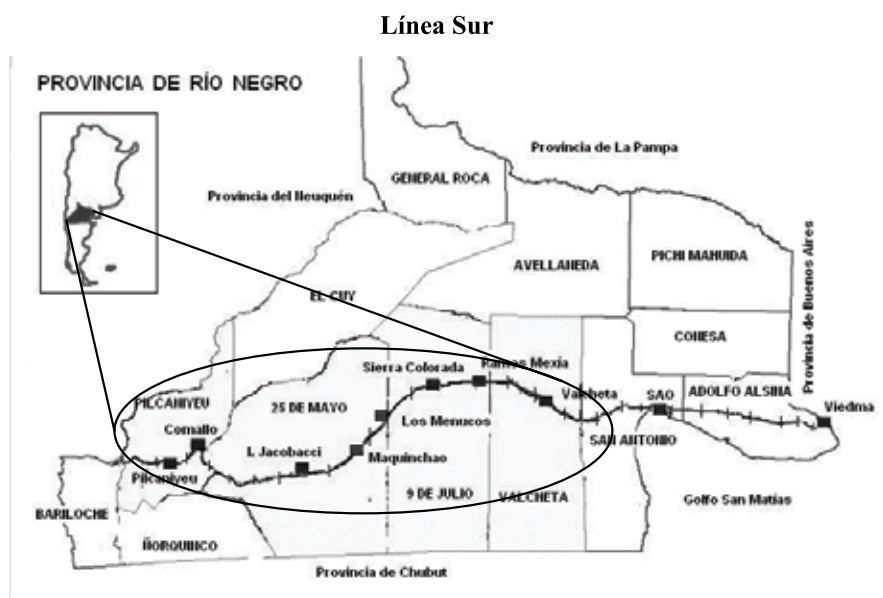 Línea Sur
PROVINCIA DE RÍO NEGRO
Provincia de La Pampa
GENERAL ROCA
Provincia del Neuquén
PICHI MAHUIDA
AVELLANEDA
EL CUY
Provincia de Buenos Aires
CONESA
Ramos Mexia
Sierra Colorada
ADOLFO ALSINA
Valcheta
SAO
PILCANIYEU
25 DE MAYO
Viedma
Los Menucos
Comallo
SAN ANTONIO
I. Jacobacci
Maquinchao
Pilcaniyeu
9 DE JULIO
VALCHETA
Golfo San Matías
BARILOCHE
ÑORQUINCO
Provincia de Chubut